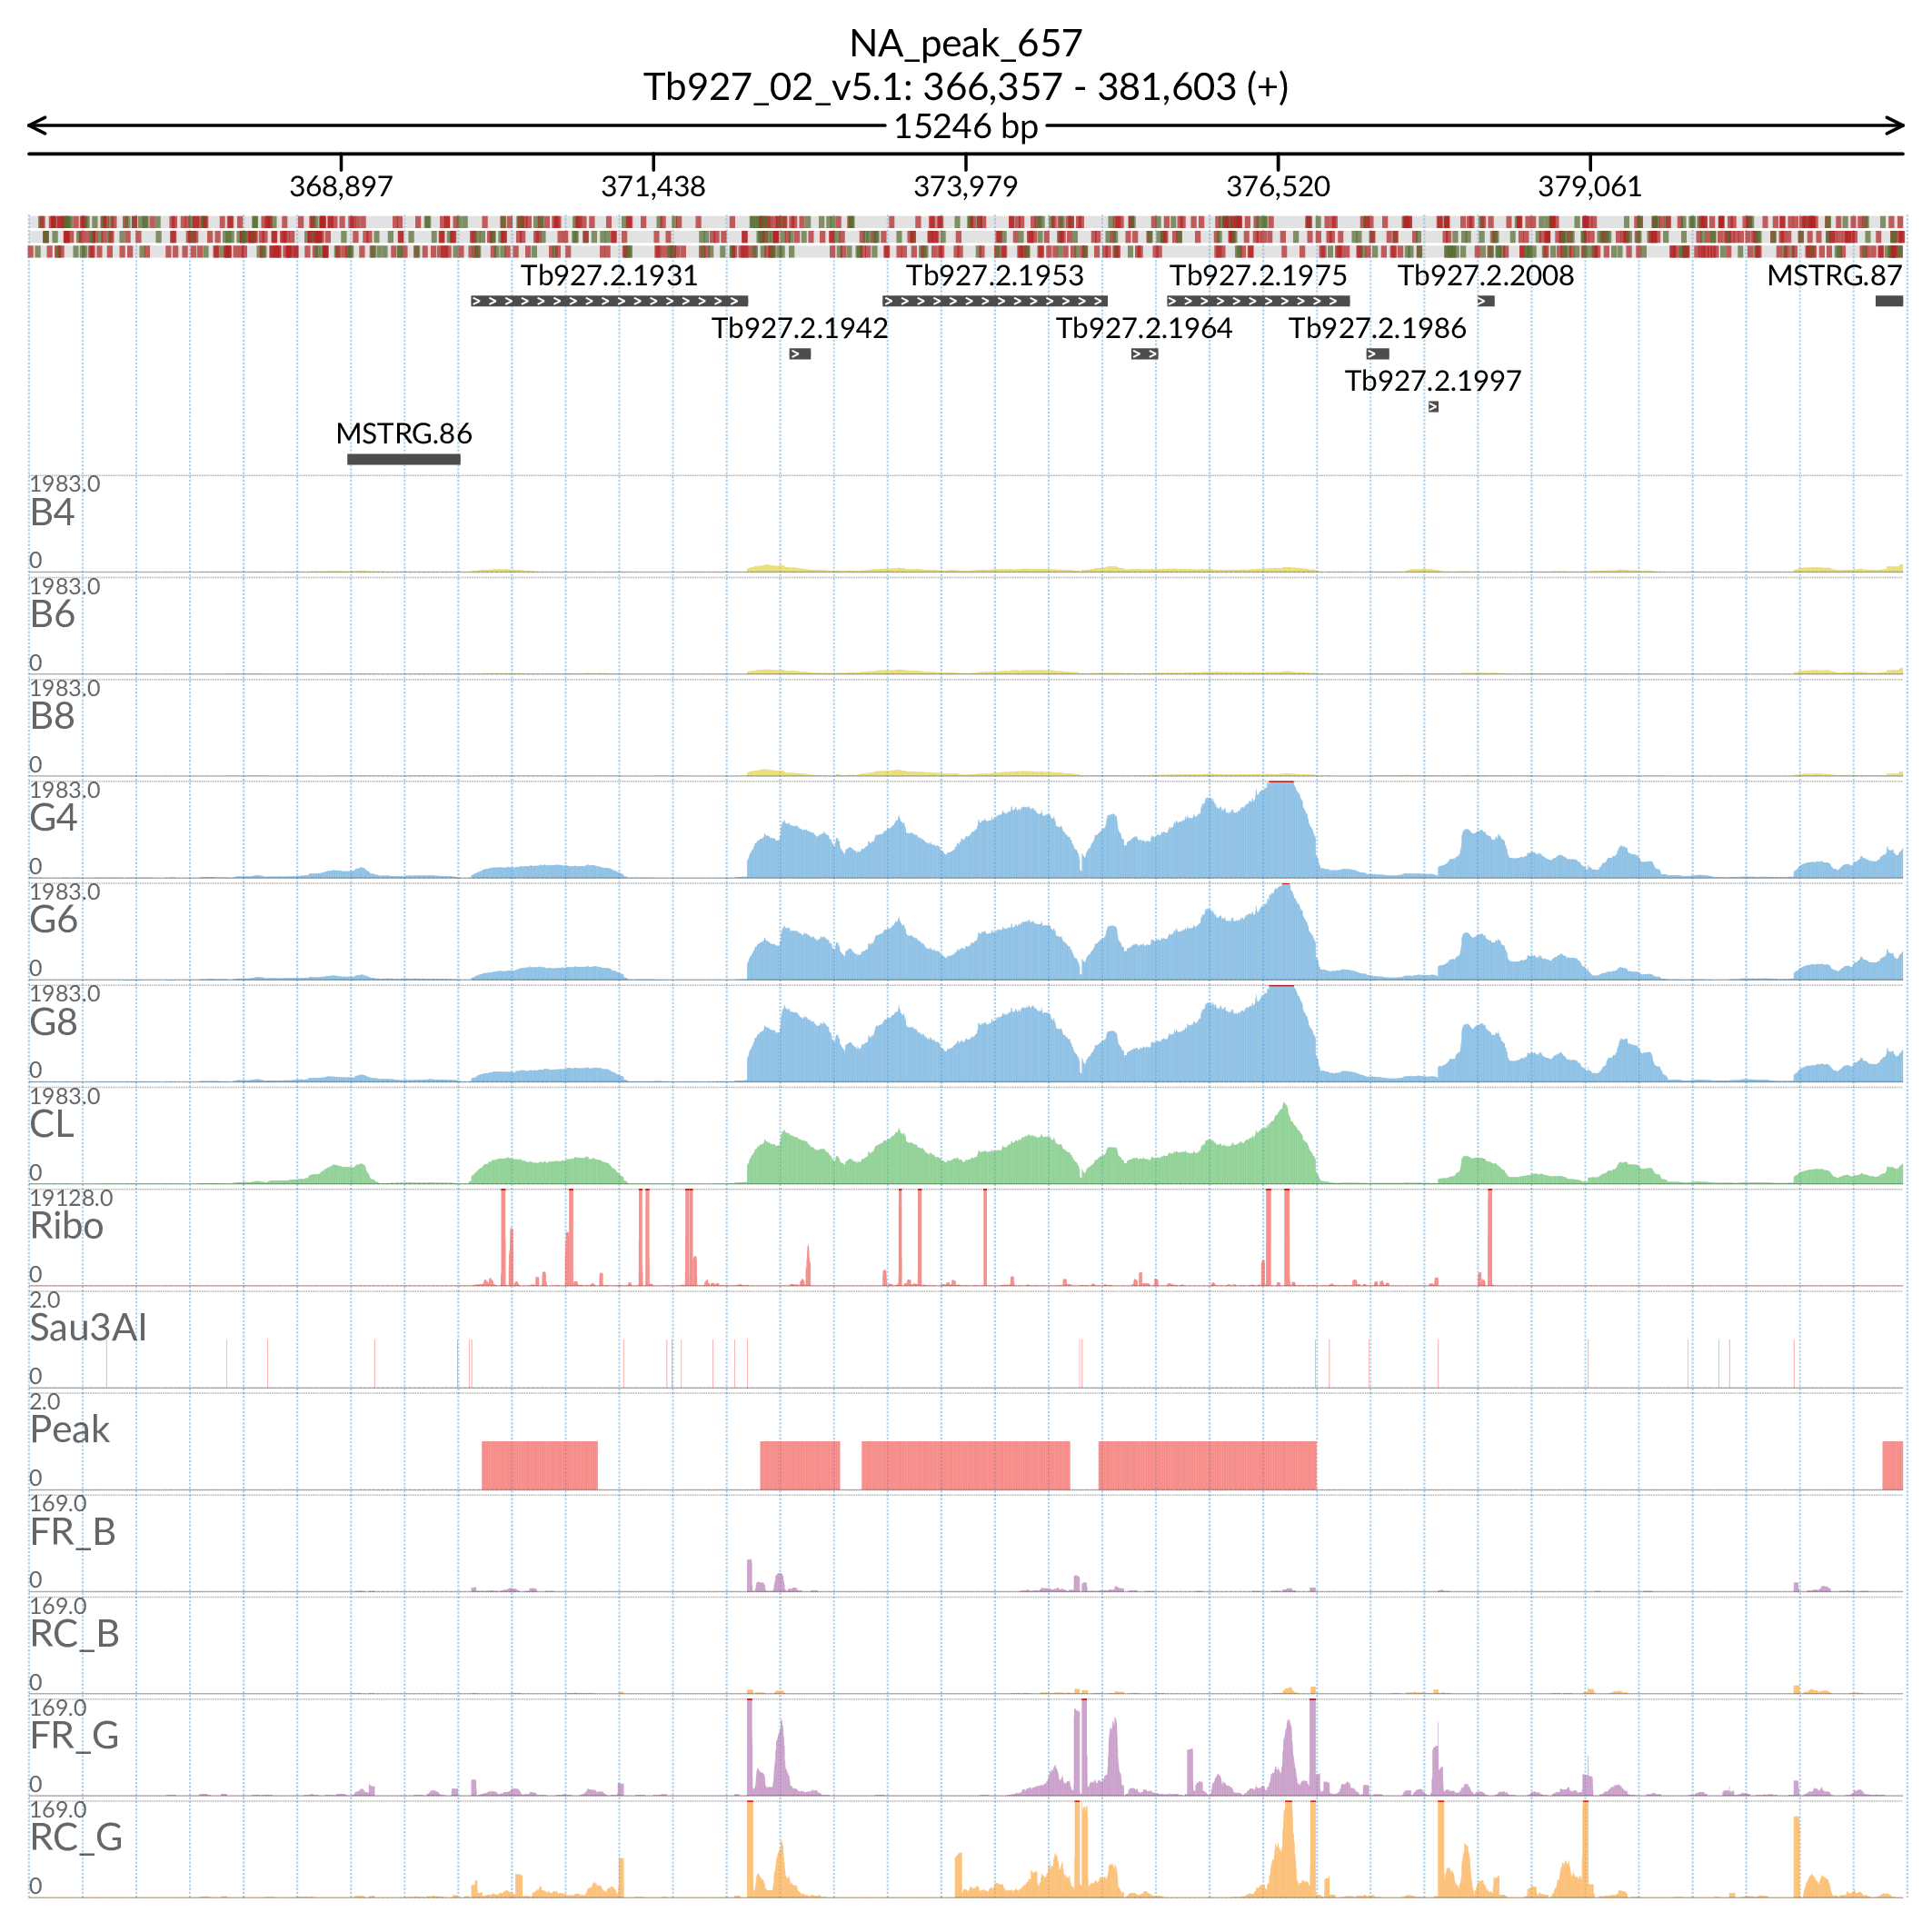 NA_peak_657
Tb927_02_v5.1: 366,357 - 381,603 (+)
15246 bp
368,897 371,438 373,979 376,520 379,061
Tb927.2.1931 Tb927.2.1953 Tb927.2.1975 Tb927.2.2008 MSTRG.87
Tb927.2.1942 Tb927.2.1964 Tb927.2.1986
Tb927.2.1997
MSTRG.86
1983.0
B4
0
1983.0
B6
0
1983.0
B8
0
1983.0
G4
0
1983.0
G6
0
1983.0
G8
0
1983.0
CL
0
19128.0
Ribo
0
2.0
Sau3AI
0
2.0
Peak
0
169.0
FR_B
0
169.0
RC_B
0
169.0
FR_G
0
169.0
RC_G
0